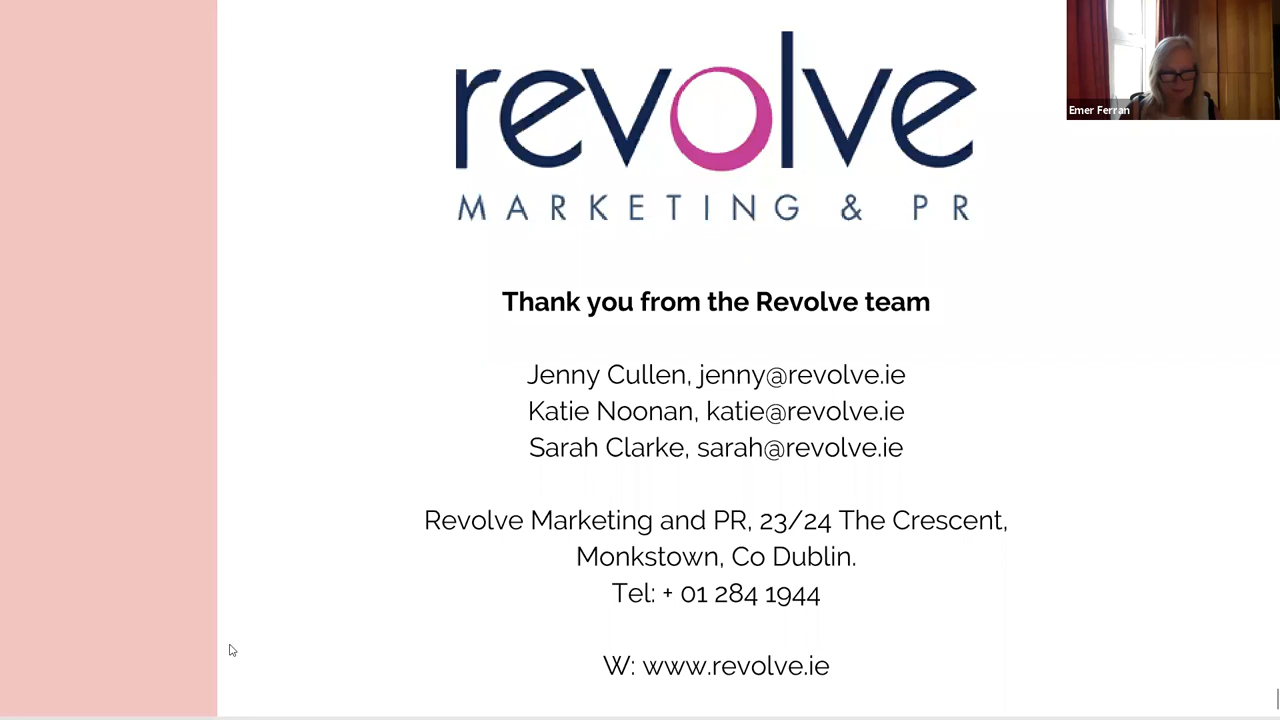 revolve
MARKETING & PR
Emer Ferran
Thank you from the Revolve team
Jenny Cullen, jenny@revolve.ie
Katie Noonan, katie@revolve.ie
Sarah Clarke, sarah@revolve.ie
Revolve Marketing and PR, 23/24 The Crescent,
Monkstown, Co Dublin.
Tel: + 01 284 1944
W: www.revolve.ie